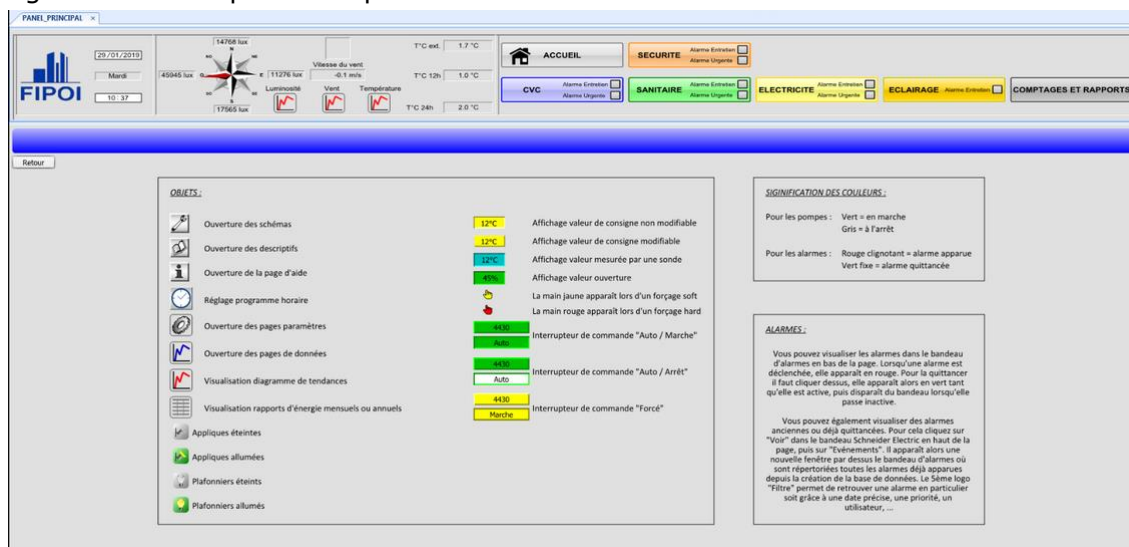 PANEL_PRINCIPAL ×
FIPOI
29/01/2019
Mardi
10:37
14768 lux
N
45945 lux
O
E
11276 lux
S
17565 lux
Vitesse du vent
-0.1 m/s
Luminosité
Vent
Température
T°C ext.
1.7 °C
T°C 12h
1.0 °C
T°C 24h
2.0 °C
ACCUEIL
SECURITE
Alarme Entretien
Alarme Urgente
CVC
Alarme Entretien
Alarme Urgente
SANITAIRE
Alarme Entretien
Alarme Urgente
ELECTRICITE
Alarme Entretien
Alarme Urgente
ECLAIRAGE
Alarme Entretien
COMPTAGES ET RAPPORTS
Retour
OBJETS :
Ouverture des schémas
Ouverture des descriptifs
Ouverture de la page d'aide
Réglage programme horaire
Ouverture des pages paramètres
Ouverture des pages de données
Visualisation diagramme de tendances
Visualisation rapports d'énergie mensuels ou annuels
Appliques éteintes
Appliques allumées
Plafonniers éteints
Plafonniers allumés
12°C
Affichage valeur de consigne non modifiable
12°C
Affichage valeur de consigne modifiable
12°C
Affichage valeur mesurée par une sonde
45%
Affichage valeur ouverture
La main jaune apparaît lors d'un forçage soft
La main rouge apparaît lors d'un forçage hard
4430
Auto
Interrupteur de commande "Auto / Marche"
4430
Auto
Interrupteur de commande "Auto / Arrêt"
4430
Marche
Interrupteur de commande "Forcé"
SIGINIFICATION DES COULEURS :
Pour les pompes : Vert = en marche
Gris = à l'arrêt
Pour les alarmes : Rouge clignotant = alarme apparue
Vert fixe = alarme quittancée
ALARMES :
Vous pouvez visualiser les alarmes dans le bandeau
d'alarmes en bas de la page. Lorsqu'une alarme est
déclenchée, elle apparaît en rouge. Pour la quittancer
il faut cliquer dessus, elle apparaît alors en vert tant
qu'elle est active, puis disparaît du bandeau lorsqu'elle
passe inactive.
Vous pouvez également visualiser des alarmes
anciennes ou déjà quittancées. Pour cela cliquez sur
"Voir" dans le bandeau Schneider Electric en haut de la
page, puis sur "Evénements". Il apparaît alors une
nouvelle fenêtre par dessus le bandeau d'alarmes où
sont répertoriées toutes les alarmes déjà apparues
depuis la création de la base de données. Le 5ème logo
"Filtre" permet de retrouver une alarme en particulier
soit grâce à une date précise, une priorité, un
utilisateur, ...